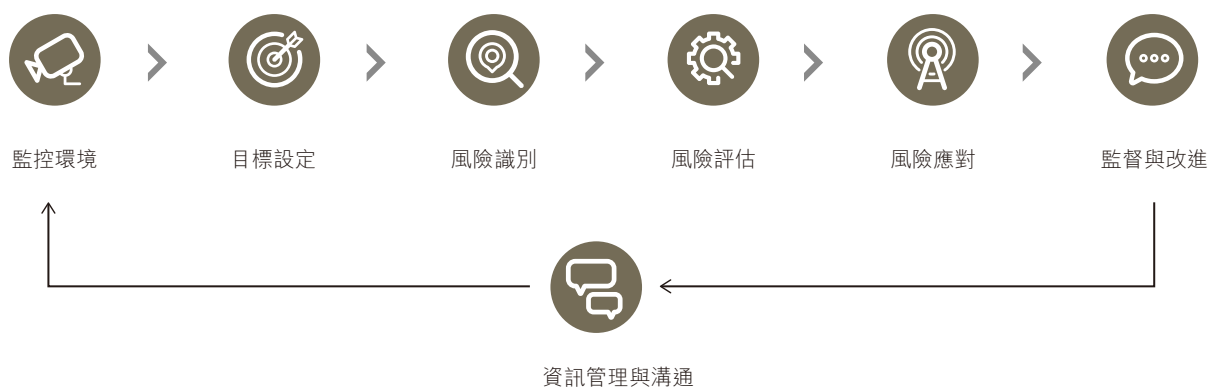 監控環境
目標設定
風險識別
風險評估
風險應對
監督與改進
資訊管理與溝通